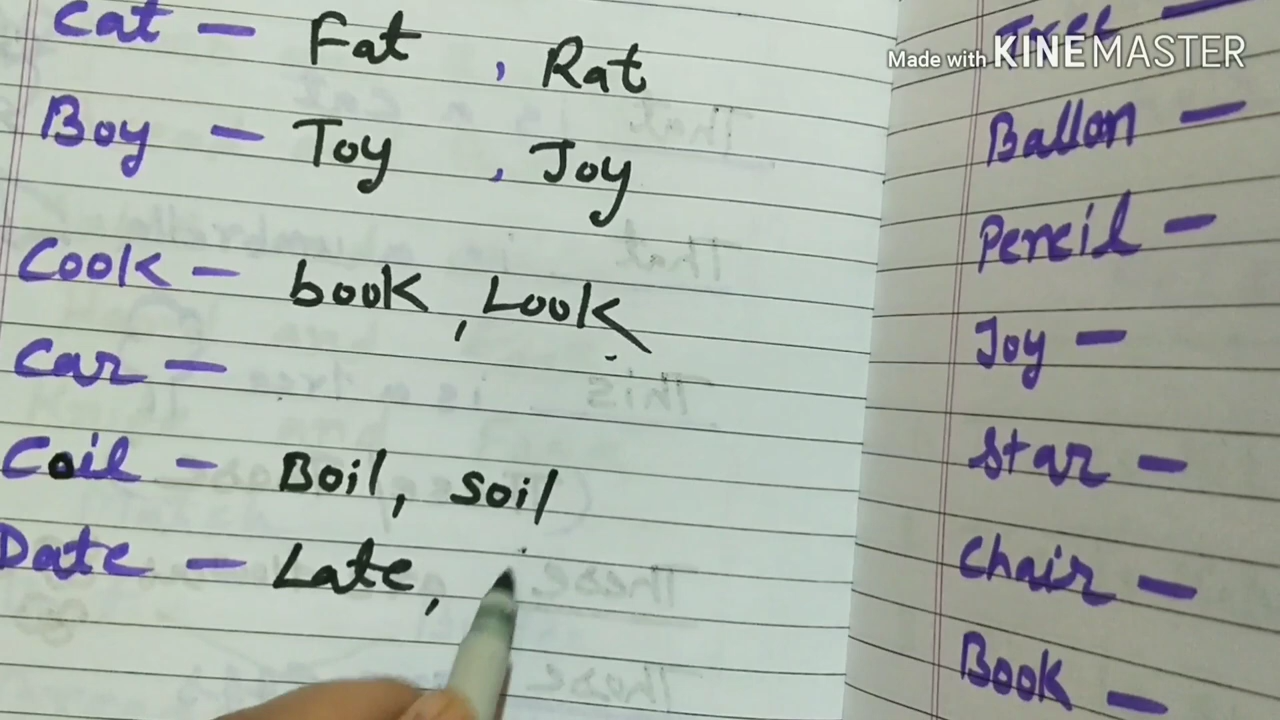 Cat – Fat , Rat
Boy – Toy , Joy
Cook – book , Look
Car –
Coil – Boil, soil
Date – Late,
Made with KINEMASTER
Tree –
Ballon –
Pencil –
Joy –
Star –
Chair –
Book –